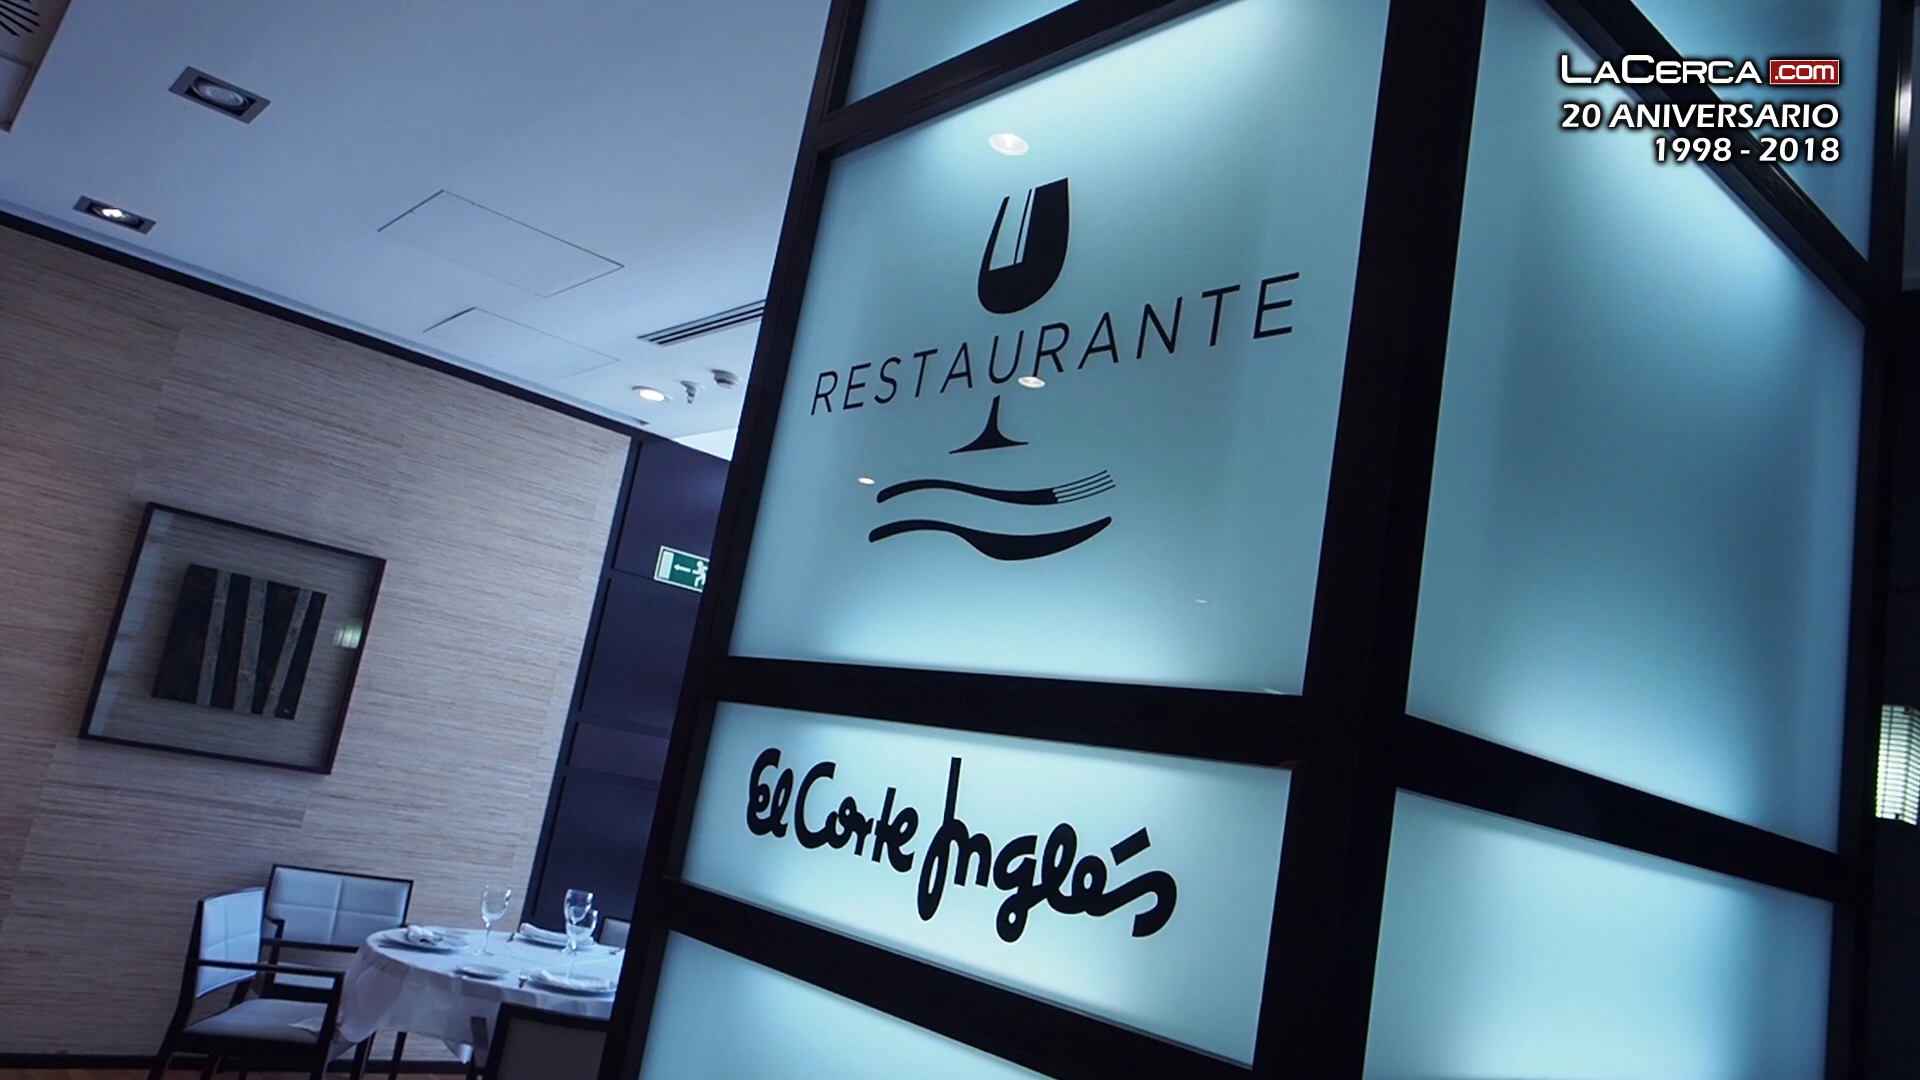 LaCerca.com
20 ANIVERSARIO
1998 - 2018
RESTAURANTE
El Corte Inglés